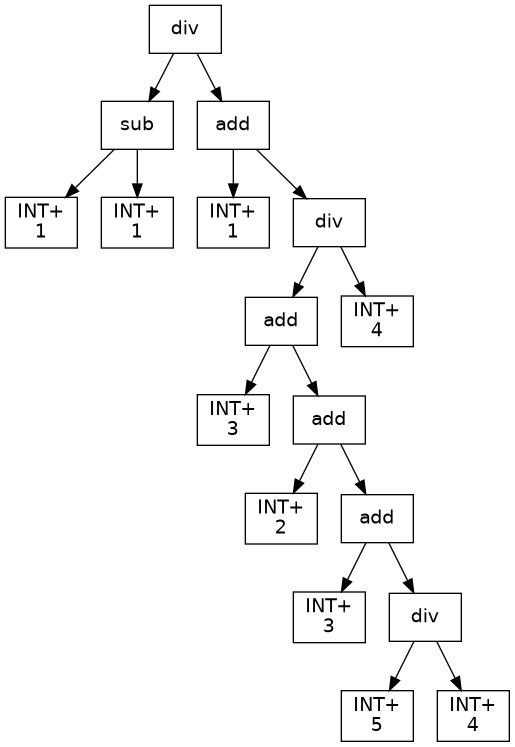 div
sub
add
INT+
1
INT+
1
INT+
1
div
add
INT+
4
INT+
3
add
INT+
2
add
INT+
3
div
INT+
5
INT+
4